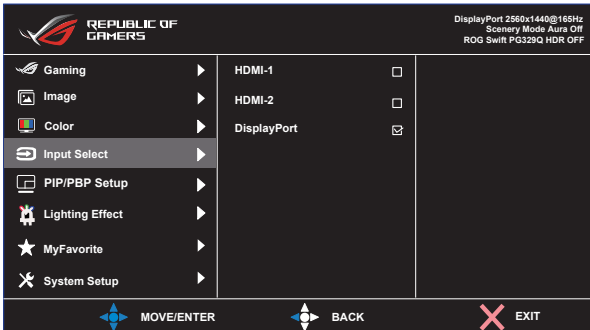 REPUBLIC OF
GAMERS
DisplayPort 2560x1440@165Hz
Scenery Mode Aura Off
ROG Swift PG329Q HDR OFF
Gaming
Image
Color
Input Select
PIP/PBP Setup
Lighting Effect
MyFavorite
System Setup
HDMI-1
HDMI-2
DisplayPort
MOVE/ENTER
BACK
EXIT